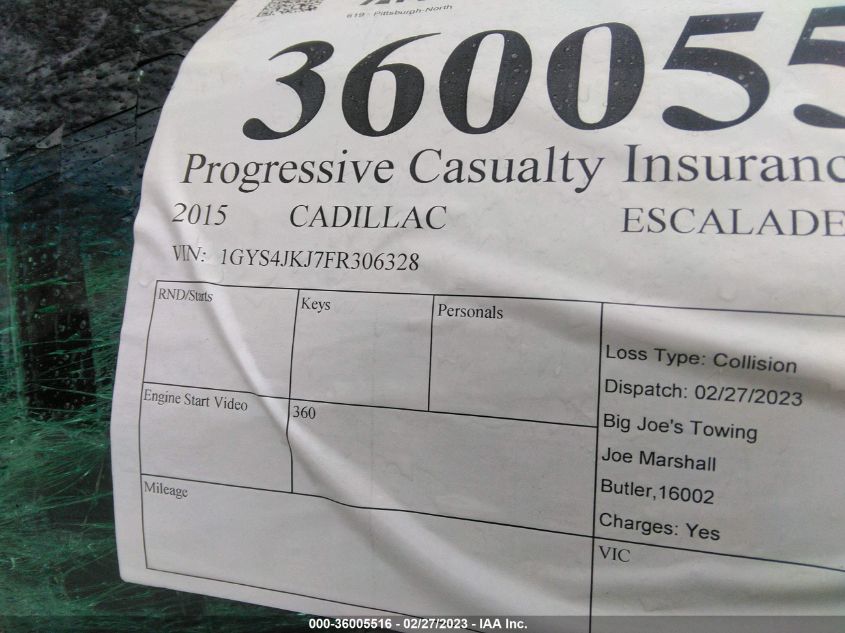 619 - Pittsburgh-North
360055
Progressive Casualty Insuranc
2015 CADILLAC ESCALADE
VIN: 1GYS4JKJ7FR306328
RND/Starts Keys Personals
Loss Type: Collision
Dispatch: 02/27/2023
Engine Start Video 360
Big Joe's Towing
Joe Marshall
Mileage
Butler,16002
Charges: Yes
VIC
000-36005516 - 02/27/2023 - IAA Inc.